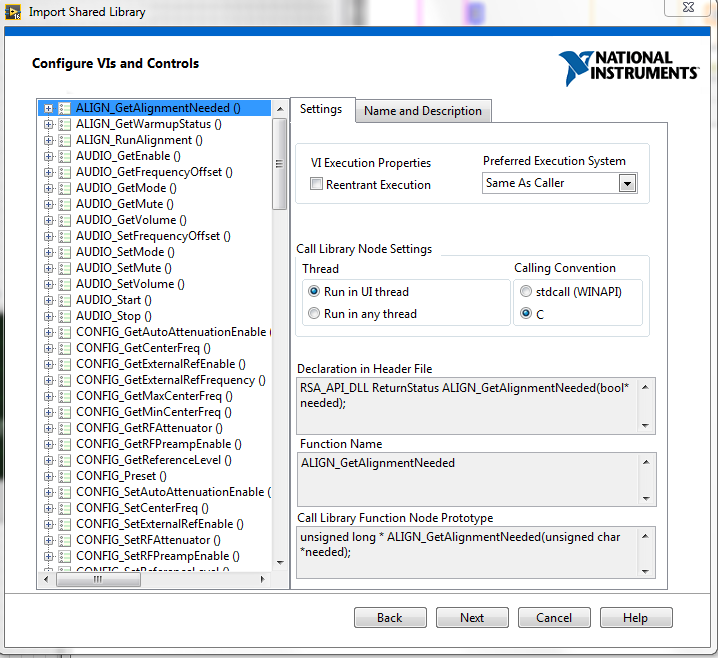 Import Shared Library
Configure VIs and Controls
NATIONAL
INSTRUMENTS
ALIGN_GetAlignmentNeeded ()
ALIGN_GetWarmupStatus ()
ALIGN_RunAlignment ()
AUDIO_GetEnable ()
AUDIO_GetFrequencyOffset ()
AUDIO_GetMode ()
AUDIO_GetMute ()
AUDIO_GetVolume ()
AUDIO_SetFrequencyOffset ()
AUDIO_SetMode ()
AUDIO_SetMute ()
AUDIO_SetVolume ()
AUDIO_Start ()
AUDIO_Stop ()
CONFIG_GetAutoAttenuationEnable (
CONFIG_GetCenterFreq ()
CONFIG_GetExternalRefEnable ()
CONFIG_GetExternalRefFrequency ()
CONFIG_GetMaxCenterFreq ()
CONFIG_GetMinCenterFreq ()
CONFIG_GetRFAttenuator ()
CONFIG_GetRFPreampEnable ()
CONFIG_GetReferenceLevel ()
CONFIG_Preset ()
CONFIG_SetAutoAttenuationEnable (
CONFIG_SetCenterFreq ()
CONFIG_SetExternalRefEnable ()
CONFIG_SetRFAttenuator ()
CONFIG_SetRFPreampEnable ()
CONFIG_SetReferenceLevel ()
Settings
Name and Description
VI Execution Properties
Reentrant Execution
Preferred Execution System
Same As Caller
Call Library Node Settings
Thread
Run in UI thread
Run in any thread
Calling Convention
stdcall (WINAPI)
C
Declaration in Header File
RSA_API_DLL ReturnStatus ALIGN_GetAlignmentNeeded(bool*
needed);
Function Name
ALIGN_GetAlignmentNeeded
Call Library Function Node Prototype
unsigned long * ALIGN_GetAlignmentNeeded(unsigned char
*needed);
Back
Next
Cancel
Help